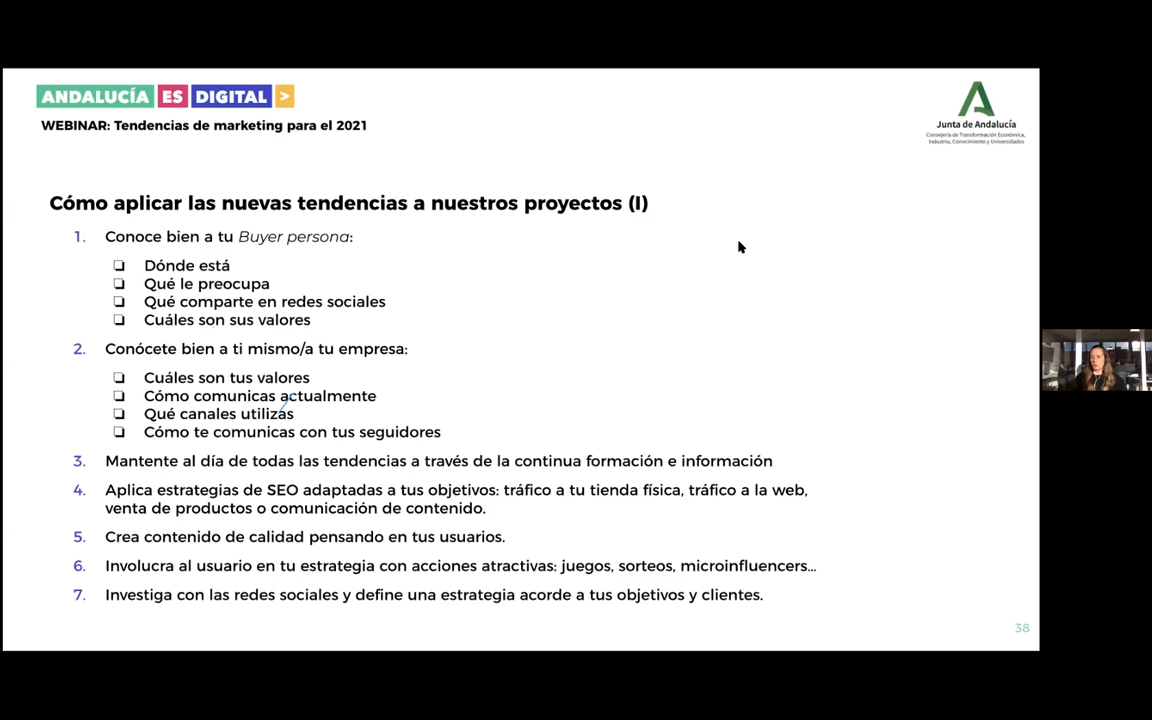 ANDALUCÍA ES DIGITAL >
WEBINAR: Tendencias de marketing para el 2021
Junta de Andalucía
Consejería de Transformación Económica,
Industria, Conocimiento y Universidades
Cómo aplicar las nuevas tendencias a nuestros proyectos (I)
1. Conoce bien a tu Buyer persona:
❏ Dónde está
❏ Qué le preocupa
❏ Qué comparte en redes sociales
❏ Cuáles son sus valores
2. Conócete bien a ti mismo/a tu empresa:
❏ Cuáles son tus valores
❏ Cómo comunicas actualmente
❏ Qué canales utilizas
❏ Cómo te comunicas con tus seguidores
3. Mantente al día de todas las tendencias a través de la continua formación e información
4. Aplica estrategias de SEO adaptadas a tus objetivos: tráfico a tu tienda física, tráfico a la web,
venta de productos o comunicación de contenido.
5. Crea contenido de calidad pensando en tus usuarios.
6. Involucra al usuario en tu estrategia con acciones atractivas: juegos, sorteos, microinfluencers...
7. Investiga con las redes sociales y define una estrategia acorde a tus objetivos y clientes.
38